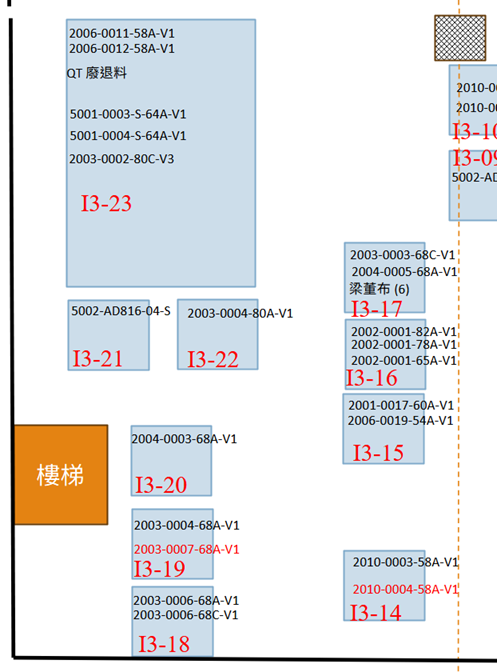 2006-0011-58A-V1
2006-0012-58A-V1
QT 廢退料
5001-0003-S-64A-V1
5001-0004-S-64A-V1
2003-0002-80C-V3
I3-23
2010-00
2010-00
I3-10
I3-09
5002-AD
2003-0003-68C-V1
2004-0005-68A-V1
梁董布 (6)
I3-17
5002-AD816-04-S
I3-21
2003-0004-80A-V1
I3-22
2002-0001-82A-V1
2002-0001-78A-V1
2002-0001-65A-V1
I3-16
2001-0017-60A-V1
2006-0019-54A-V1
I3-15
樓梯
2004-0003-68A-V1
I3-20
2003-0004-68A-V1
2003-0007-68A-V1
I3-19
2010-0003-58A-V1
2010-0004-58A-V1
I3-14
2003-0006-68A-V1
2003-0006-68C-V1
I3-18